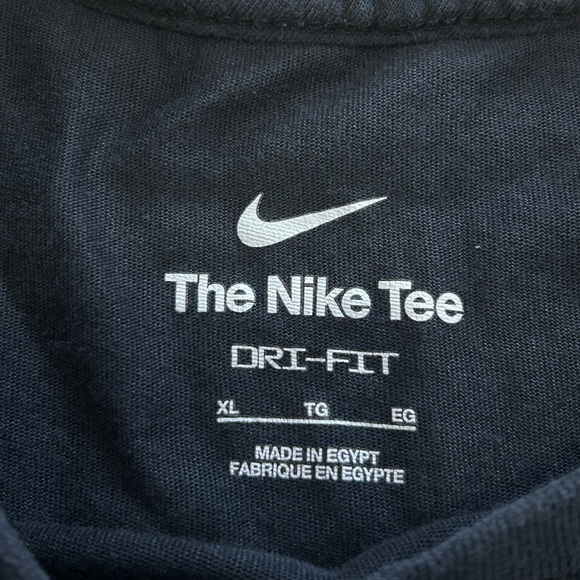 The Nike Tee
DRI-FIT
XL TG EG
MADE IN EGYPT
FABRIQUE EN EGYPTE